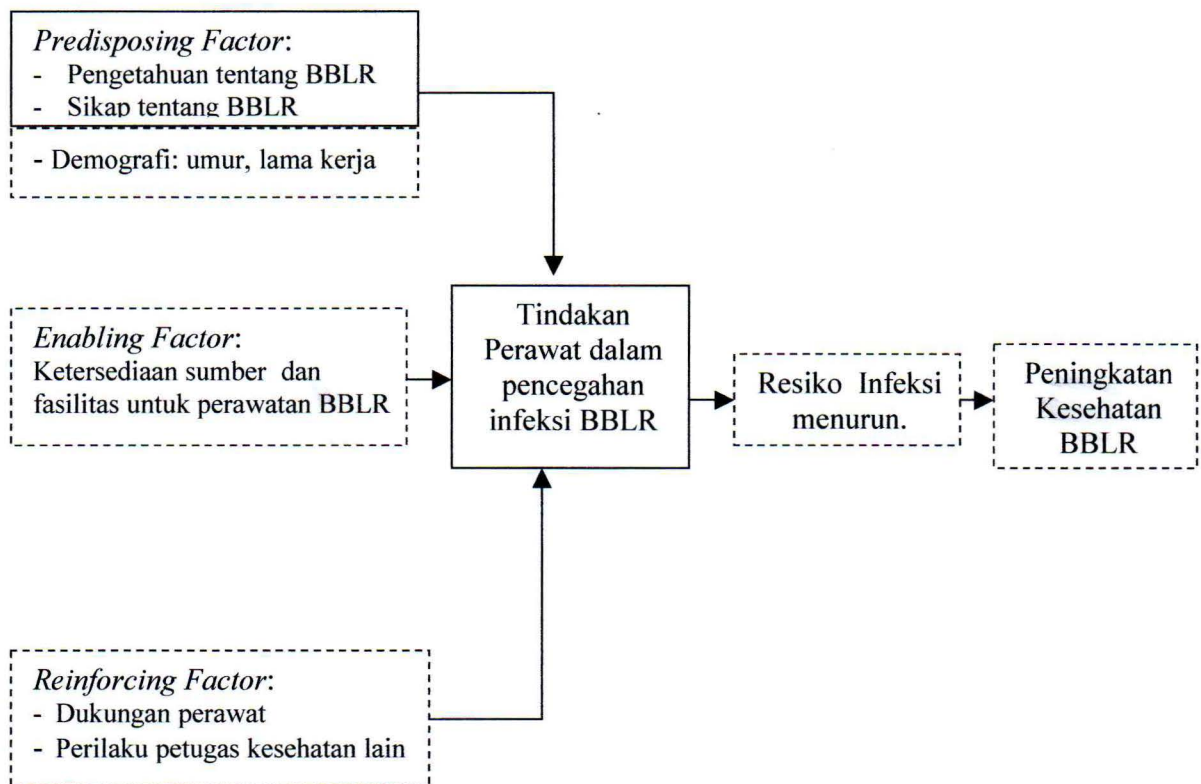 Predisposing Factor:
- Pengetahuan tentang BBLR
- Sikap tentang BBLR
- Demografi: umur, lama kerja
Enabling Factor:
Ketersediaan sumber dan
fasilitas untuk perawatan BBLR
Tindakan
Perawat dalam
pencegahan
infeksi BBLR
Resiko Infeksi
menurun.
Peningkatan
Kesehatan
BBLR
Reinforcing Factor:
- Dukungan perawat
- Perilaku petugas kesehatan lain